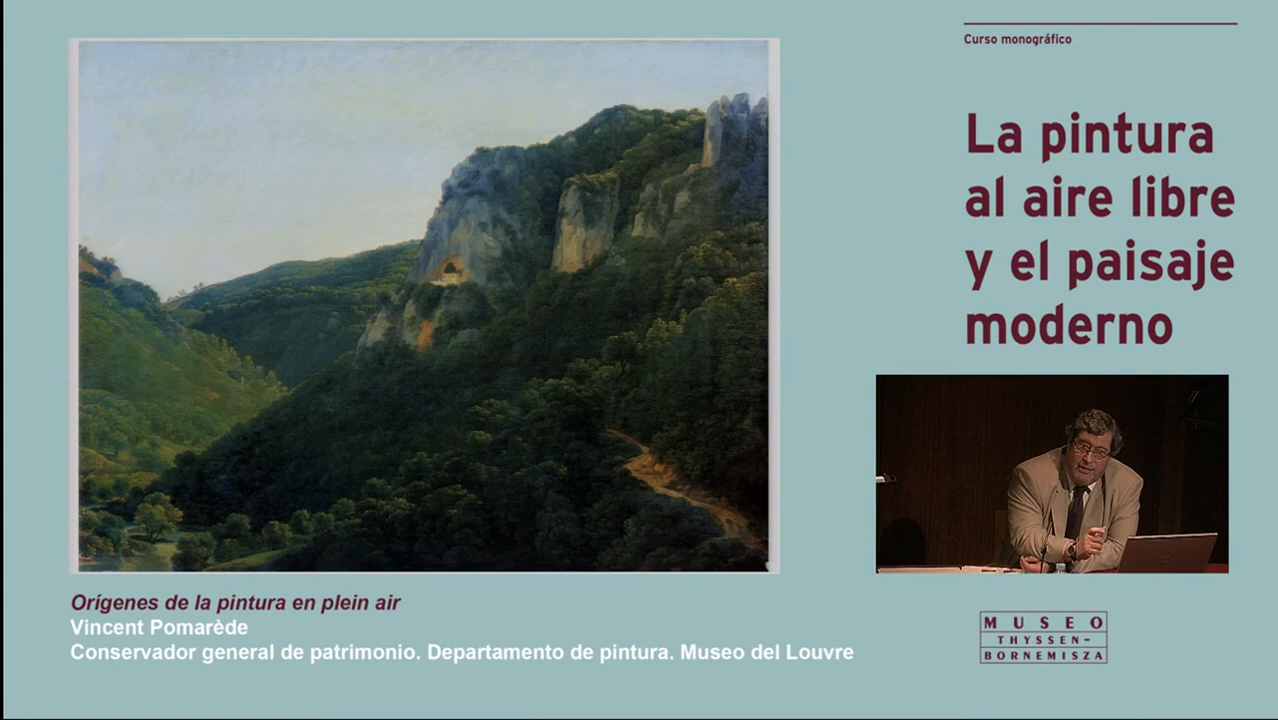 Curso monográfico
La pintura
al aire libre
y el paisaje
moderno
Orígenes de la pintura en plein air
Vincent Pomarède
Conservador general de patrimonio. Departamento de pintura. Museo del Louvre
MUSEO
THYSSEN-
BORNEMISZA